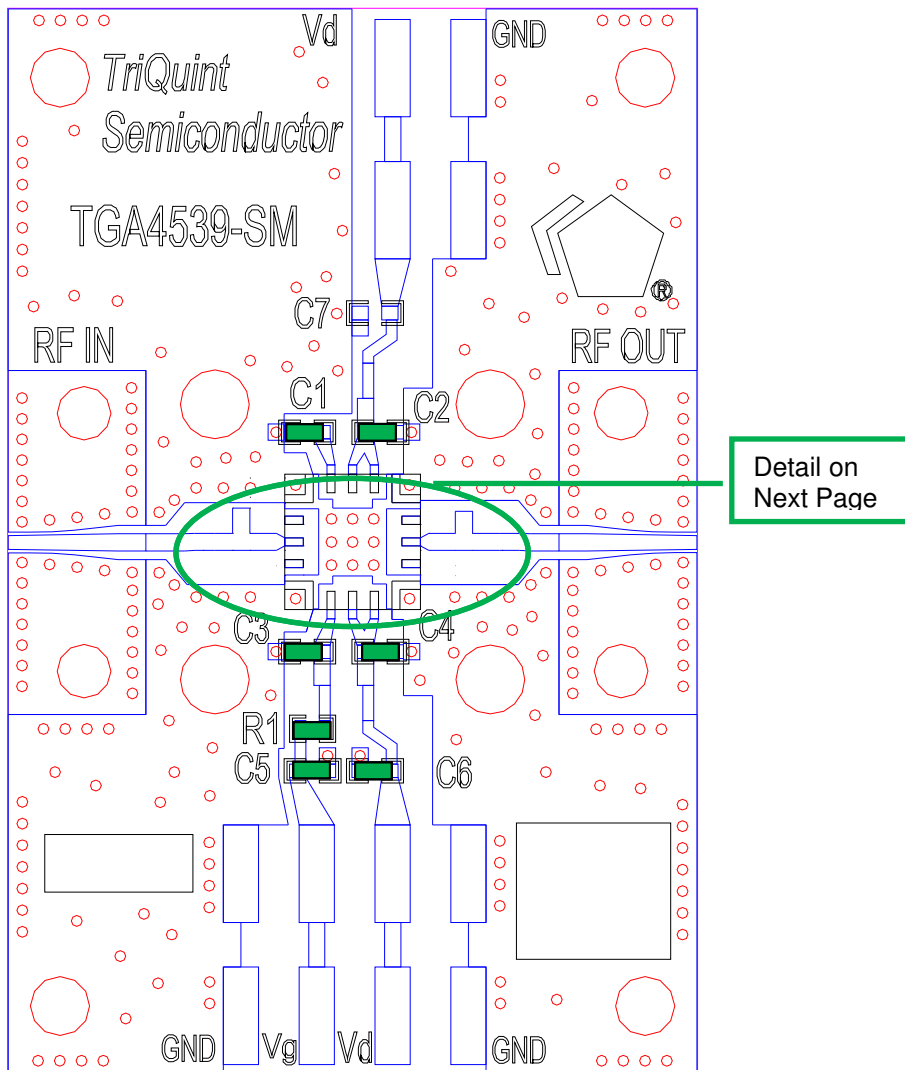 Vd
GND
TriQuint
Semiconductor
TGA4539-SM
®
C7
RF IN
RF OUT
C1
C2
Detail on
Next Page
C3
C4
R1
C5
C6
GND
Vg
Vd
GND